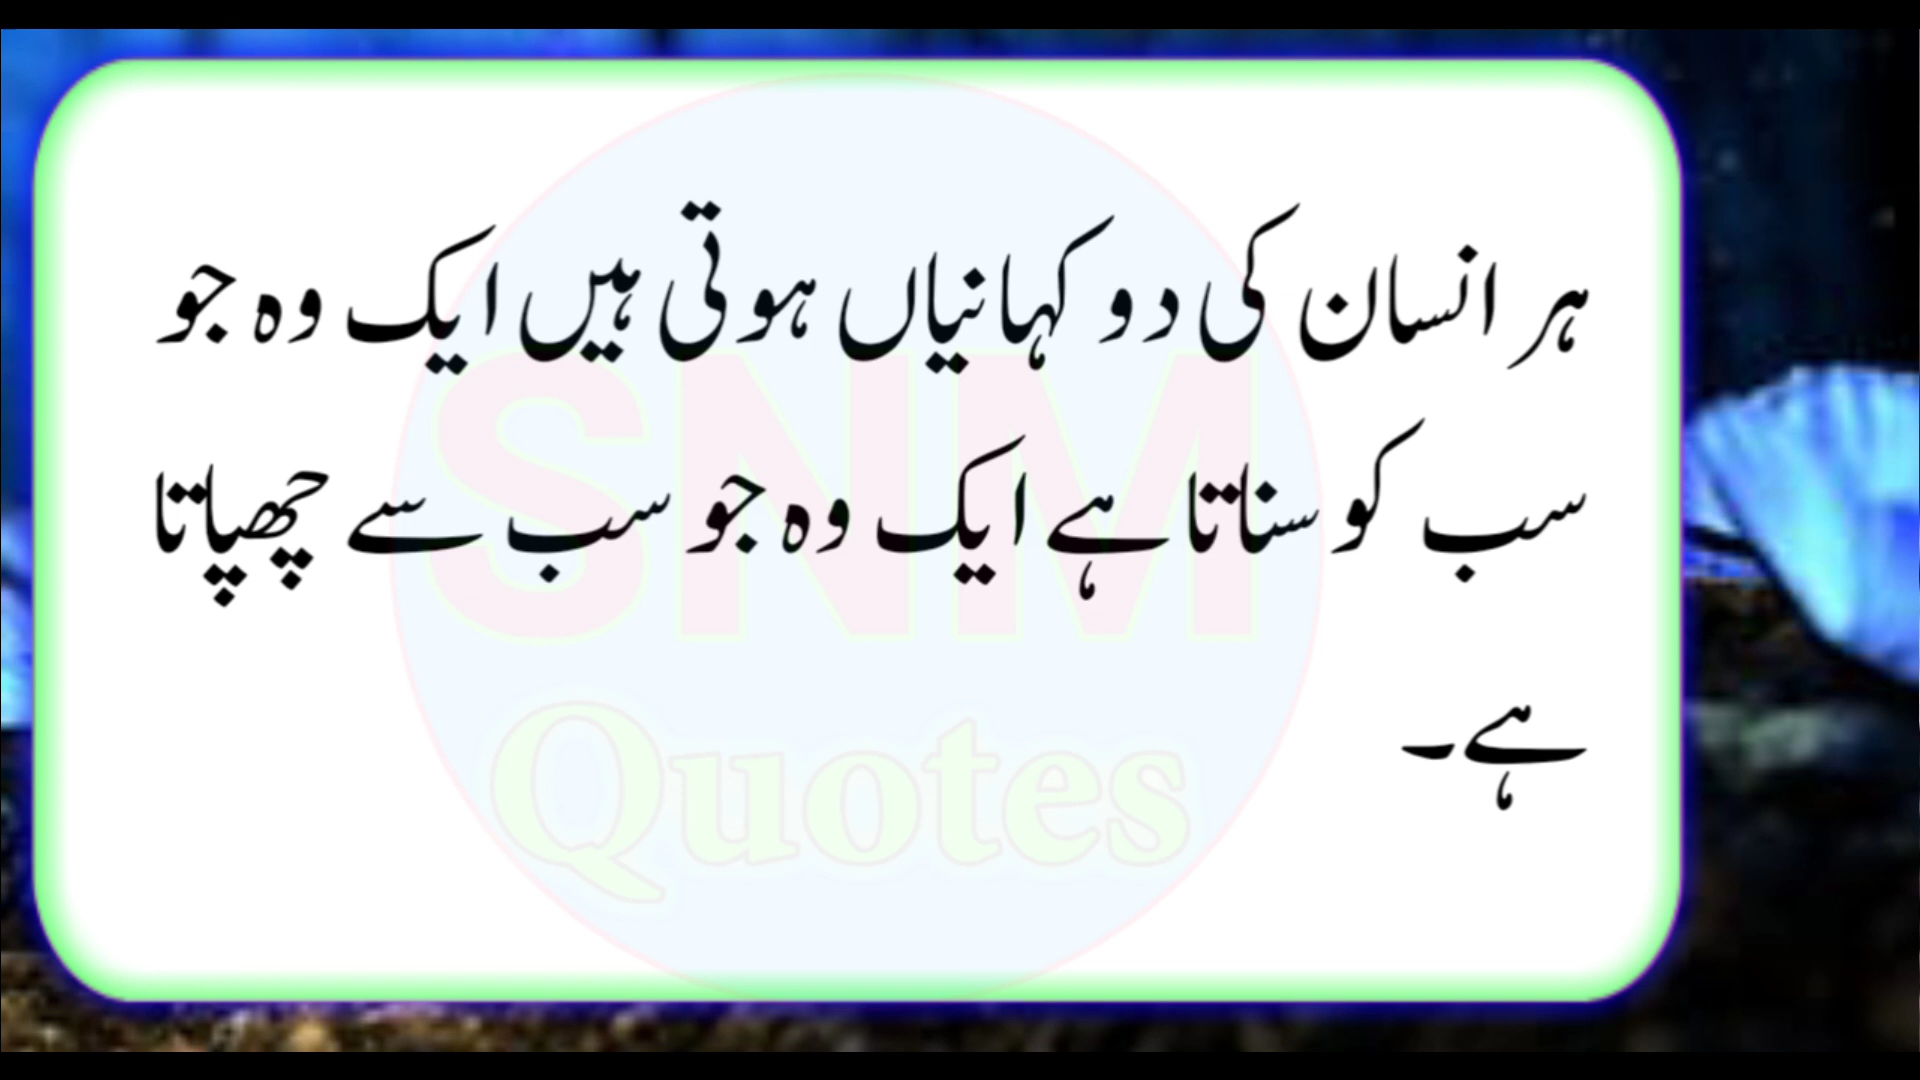 ہر انسان کی دو کہانیاں ہوتی ہیں ایک وہ جو
سب کو سناتا ہے ایک وہ جو سب سے چھپاتا
ہے۔
SNM
Quotes